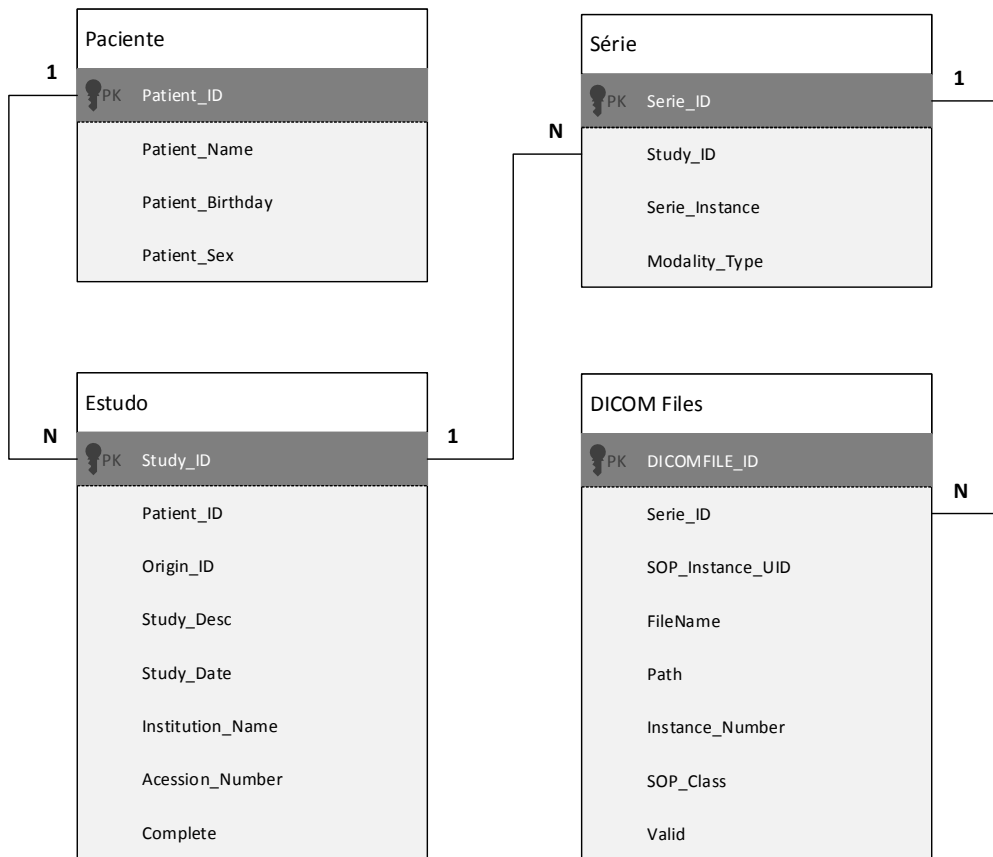 Paciente
1
PK Patient_ID
Patient_Name
Patient_Birthday
Patient_Sex
Série
1
PK Serie_ID
N
Study_ID
Serie_Instance
Modality_Type
Estudo
N
1
PK Study_ID
Patient_ID
Origin_ID
Study_Desc
Study_Date
Institution_Name
Acession_Number
Complete
DICOM Files
PK DICOMFILE_ID
N
Serie_ID
SOP_Instance_UID
FileName
Path
Instance_Number
SOP_Class
Valid